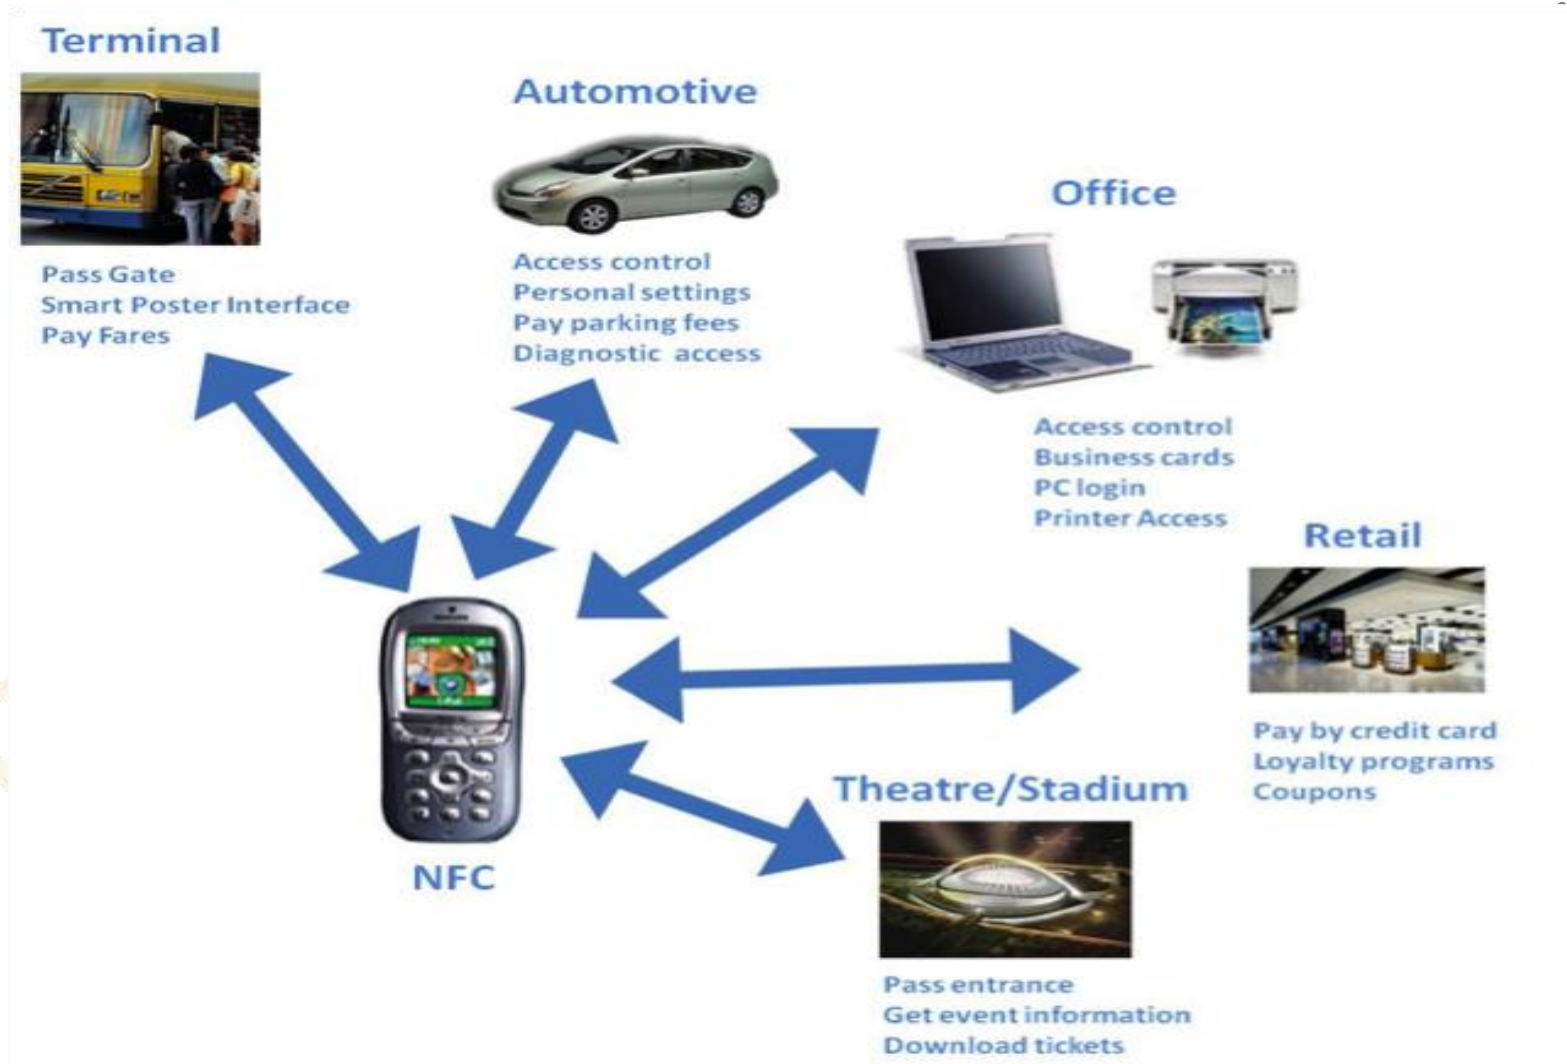 Terminal
Pass Gate
Smart Poster Interface
Pay Fares
Automotive
Access control
Personal settings
Pay parking fees
Diagnostic access
Office
Access control
Business cards
PC login
Printer Access
Retail
Pay by credit card
Loyalty programs
Coupons
Theatre/Stadium
Pass entrance
Get event information
Download tickets
NFC